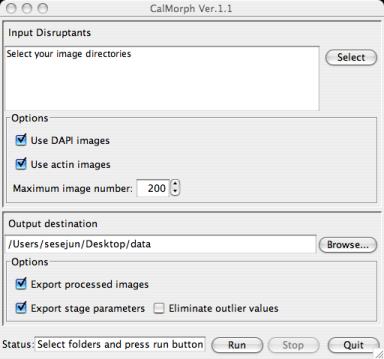 CalMorph Ver.1.1
Input Disruptants
Select your image directories
Select
Options
Use DAPI images
Use actin images
Maximum image number: 200
Output destination
/Users/sesejun/Desktop/data
Browse...
Options
Export processed images
Export stage parameters Eliminate outlier values
Status: Select folders and press run button Run Stop Quit